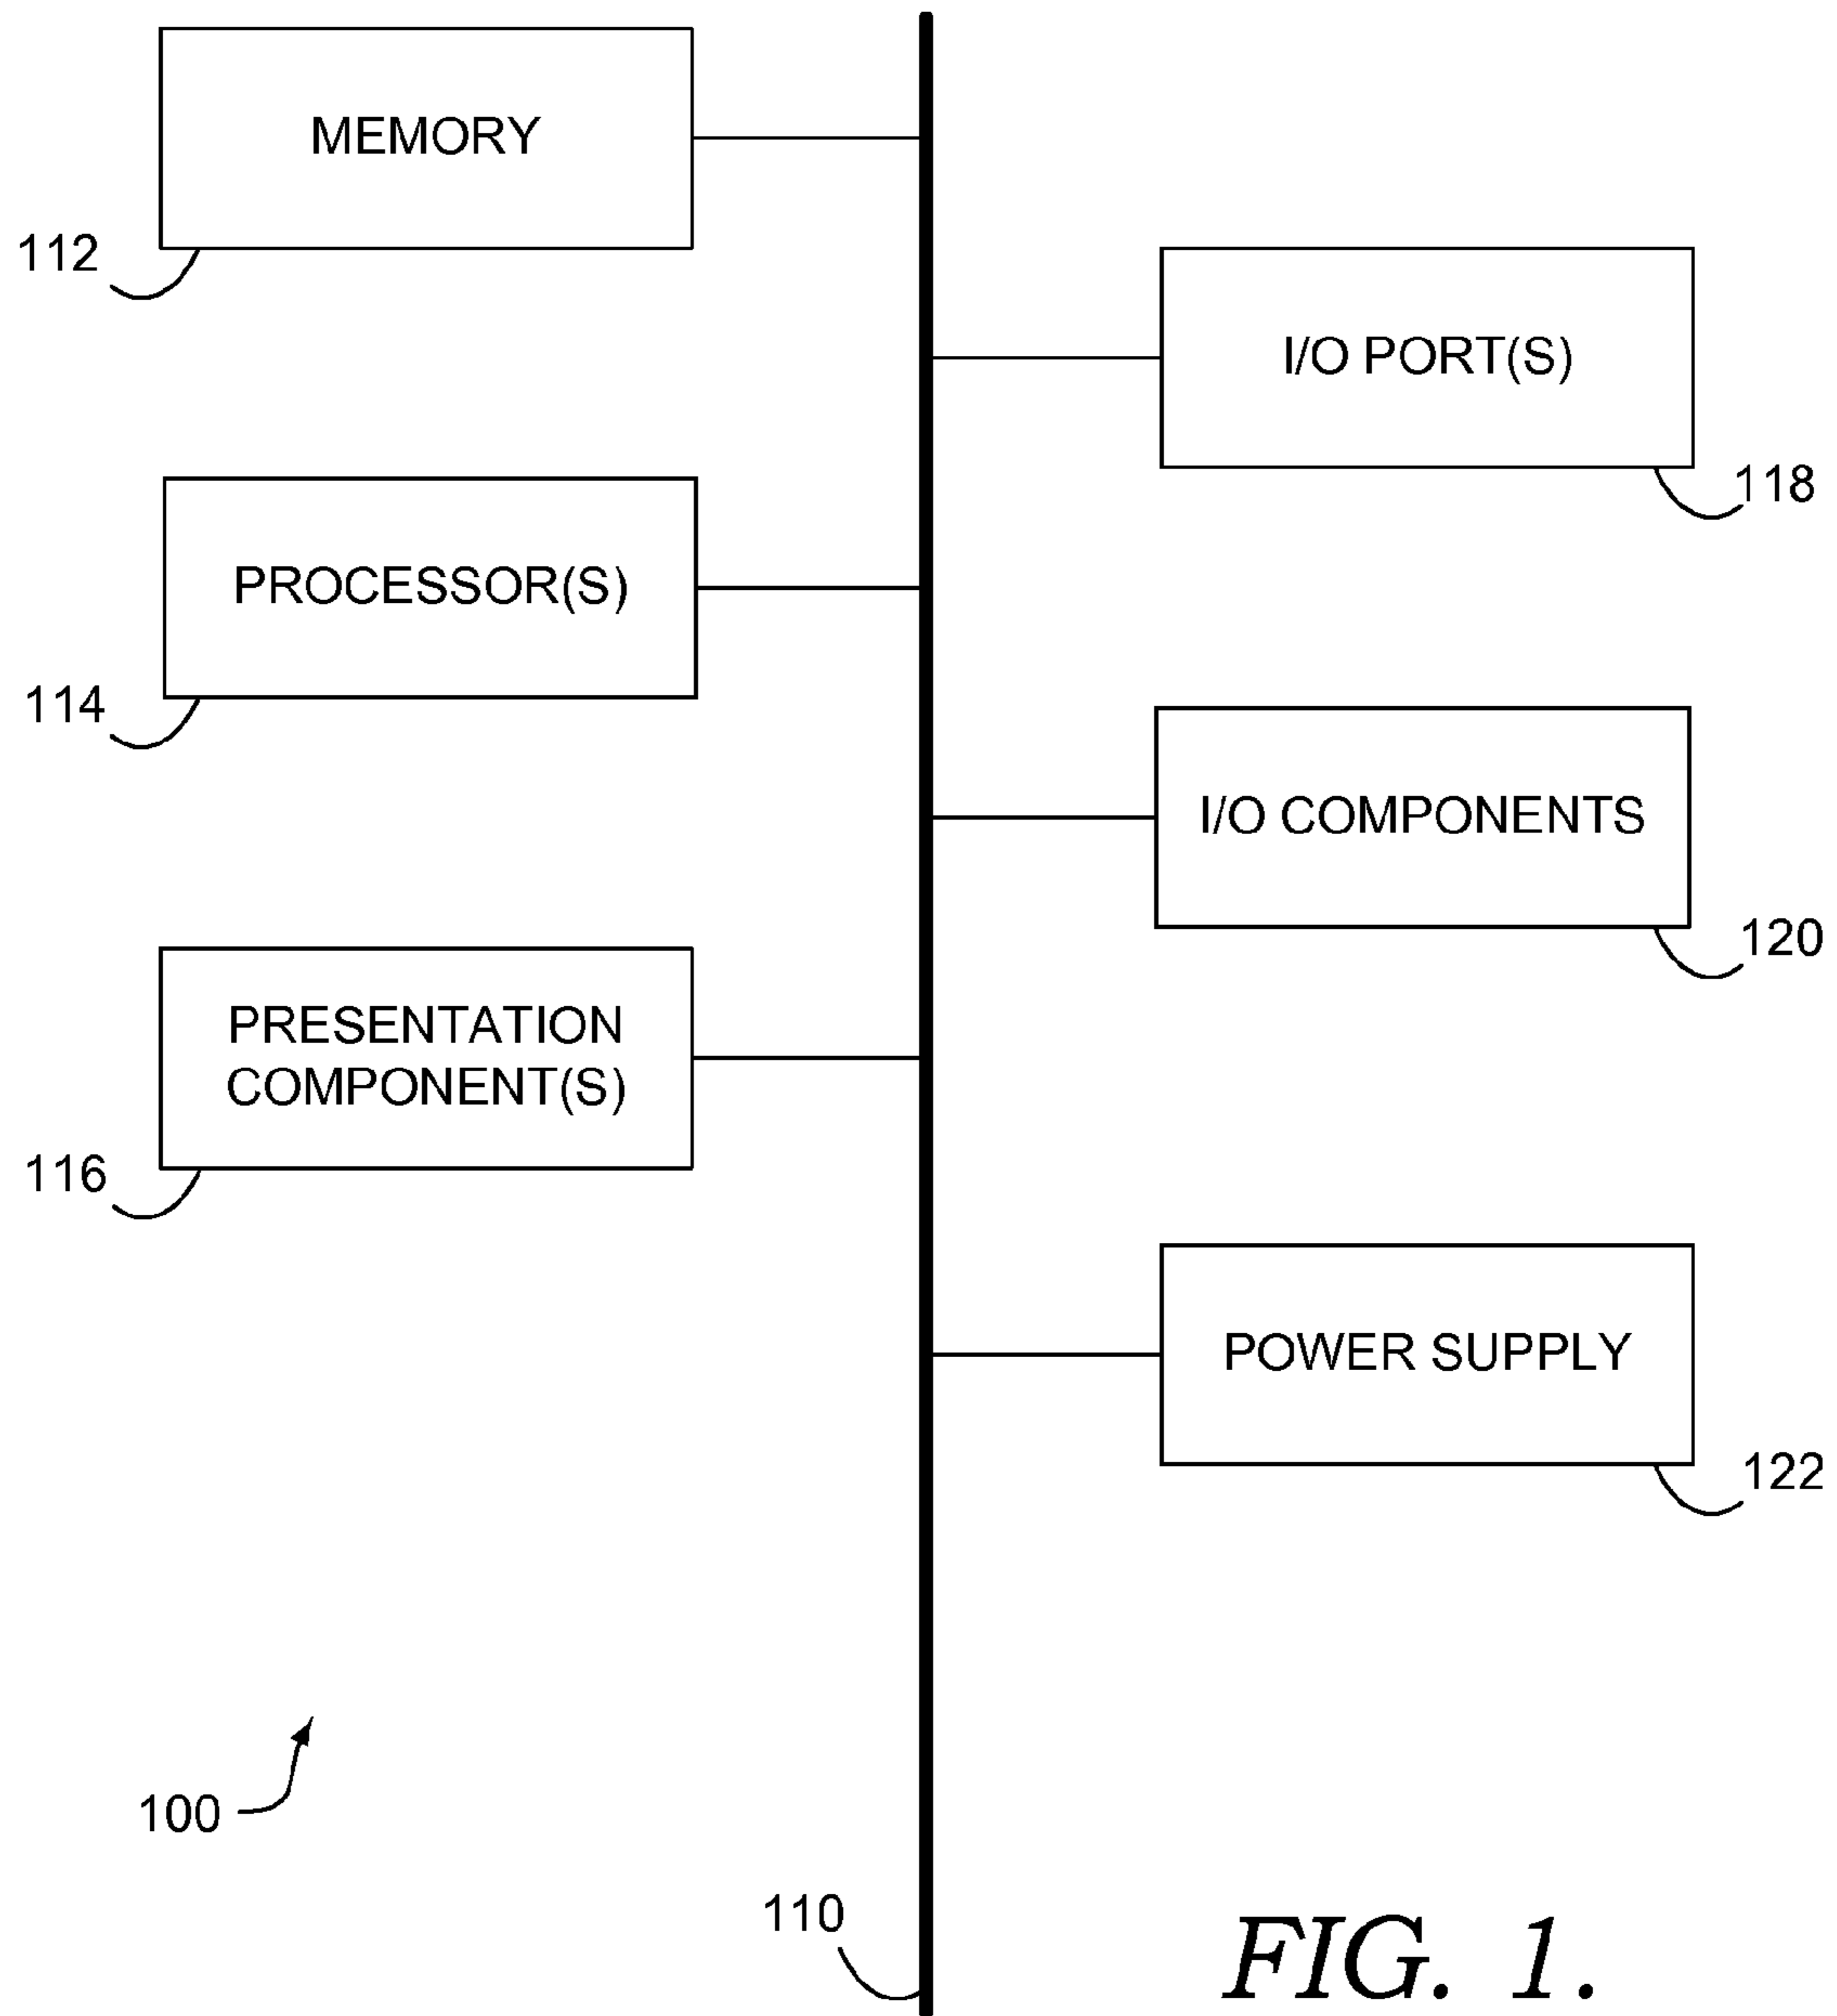 MEMORY
112
I/O PORT(S)
118
PROCESSOR(S)
114
I/O COMPONENTS
120
PRESENTATION
COMPONENT(S)
116
POWER SUPPLY
122
100
110
FIG. 1.